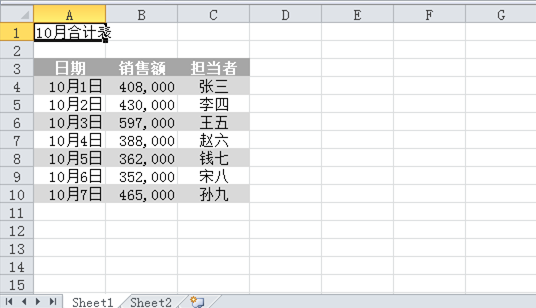 A B C D E F G
1 10月合计表
2
3 日期 销售额 担当者
4 10月1日 408,000 张三
5 10月2日 430,000 李四
6 10月3日 597,000 王五
7 10月4日 388,000 赵六
8 10月5日 362,000 钱七
9 10月6日 352,000 宋八
10 10月7日 465,000 孙九
11
12
13
14
15
Sheet1 Sheet2